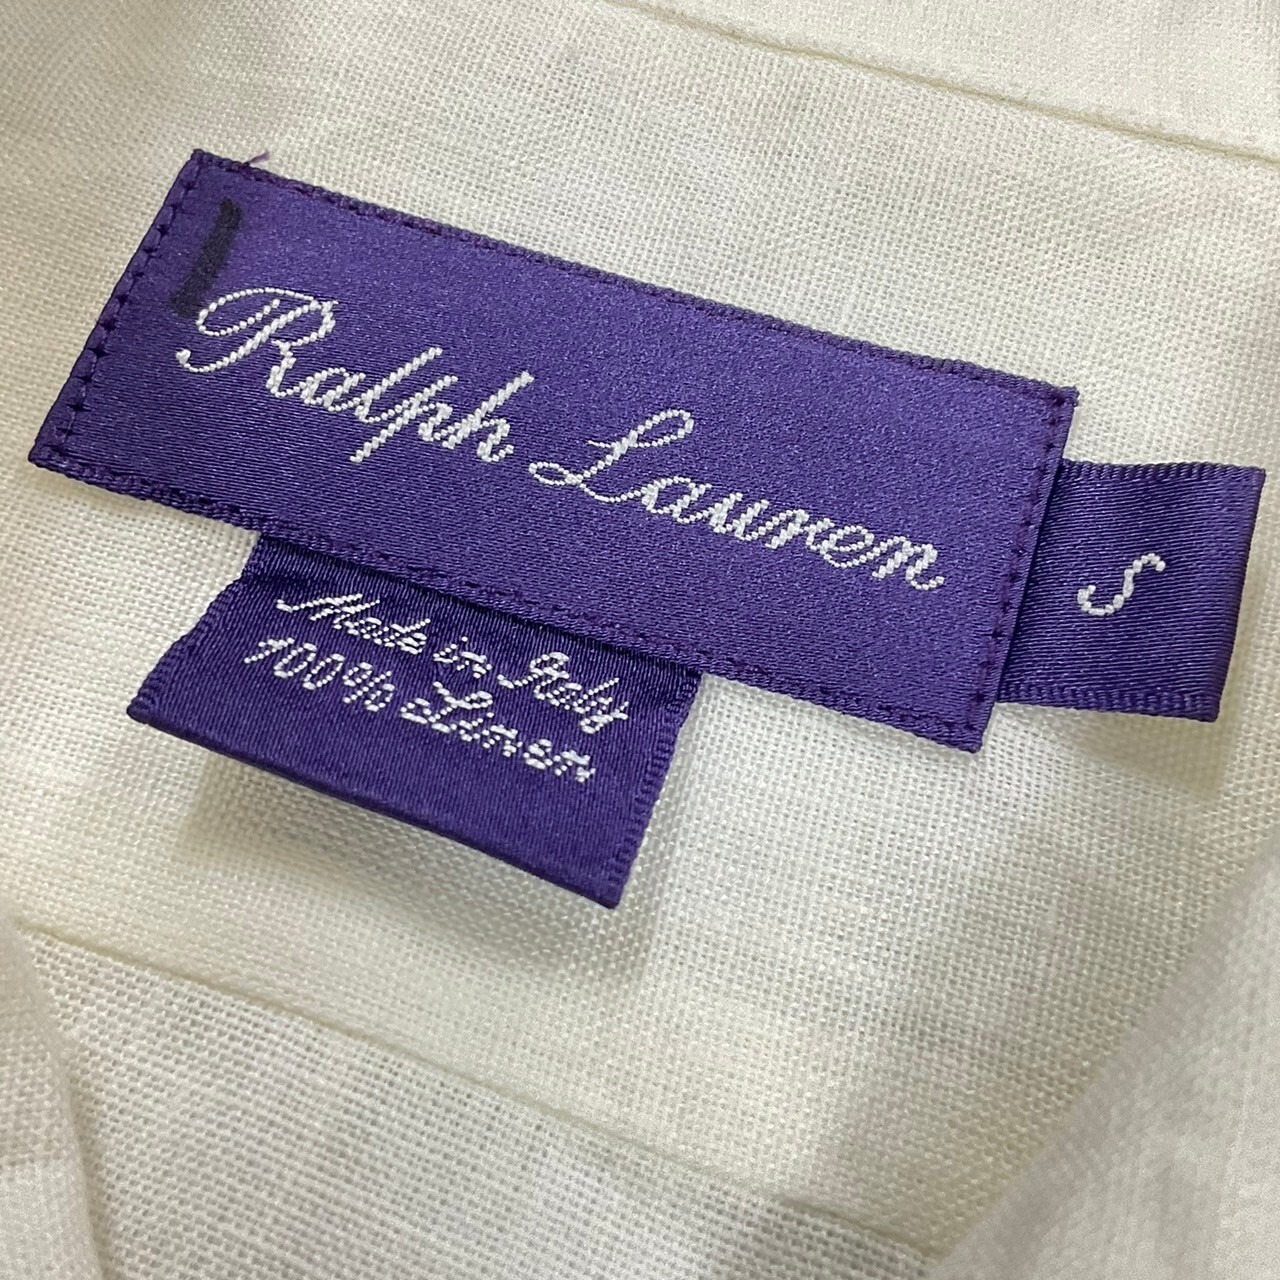 Ralph Lauren
S
Made in Italy
100% Linen